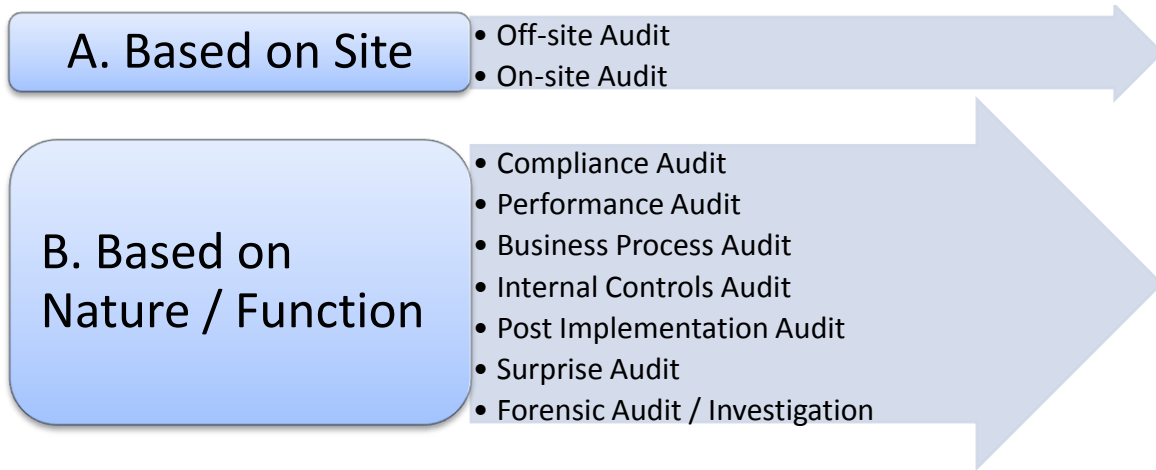 A. Based on Site
• Off-site Audit
• On-site Audit
B. Based on
Nature / Function
• Compliance Audit
• Performance Audit
• Business Process Audit
• Internal Controls Audit
• Post Implementation Audit
• Surprise Audit
• Forensic Audit / Investigation